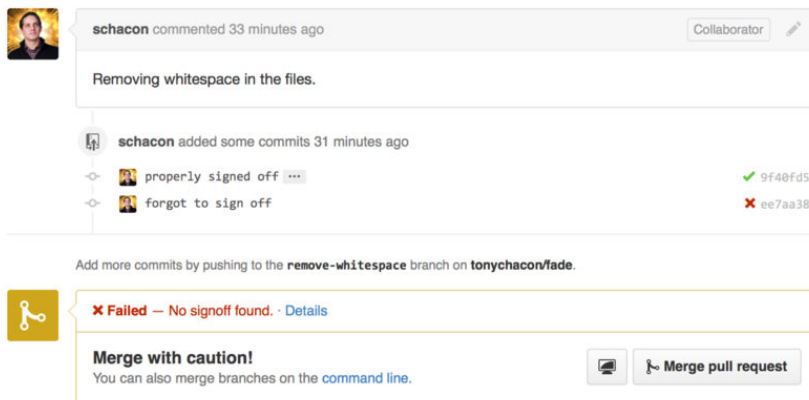 schacon commented 33 minutes ago Collaborator
Removing whitespace in the files.
schacon added some commits 31 minutes ago
properly signed off ··· ✔ 9f40fd5
forgot to sign off ✖ ee7aa38
Add more commits by pushing to the remove-whitespace branch on tonychacon/fade.
✖ Failed — No signoff found. · Details
Merge with caution!
You can also merge branches on the command line.
Merge pull request